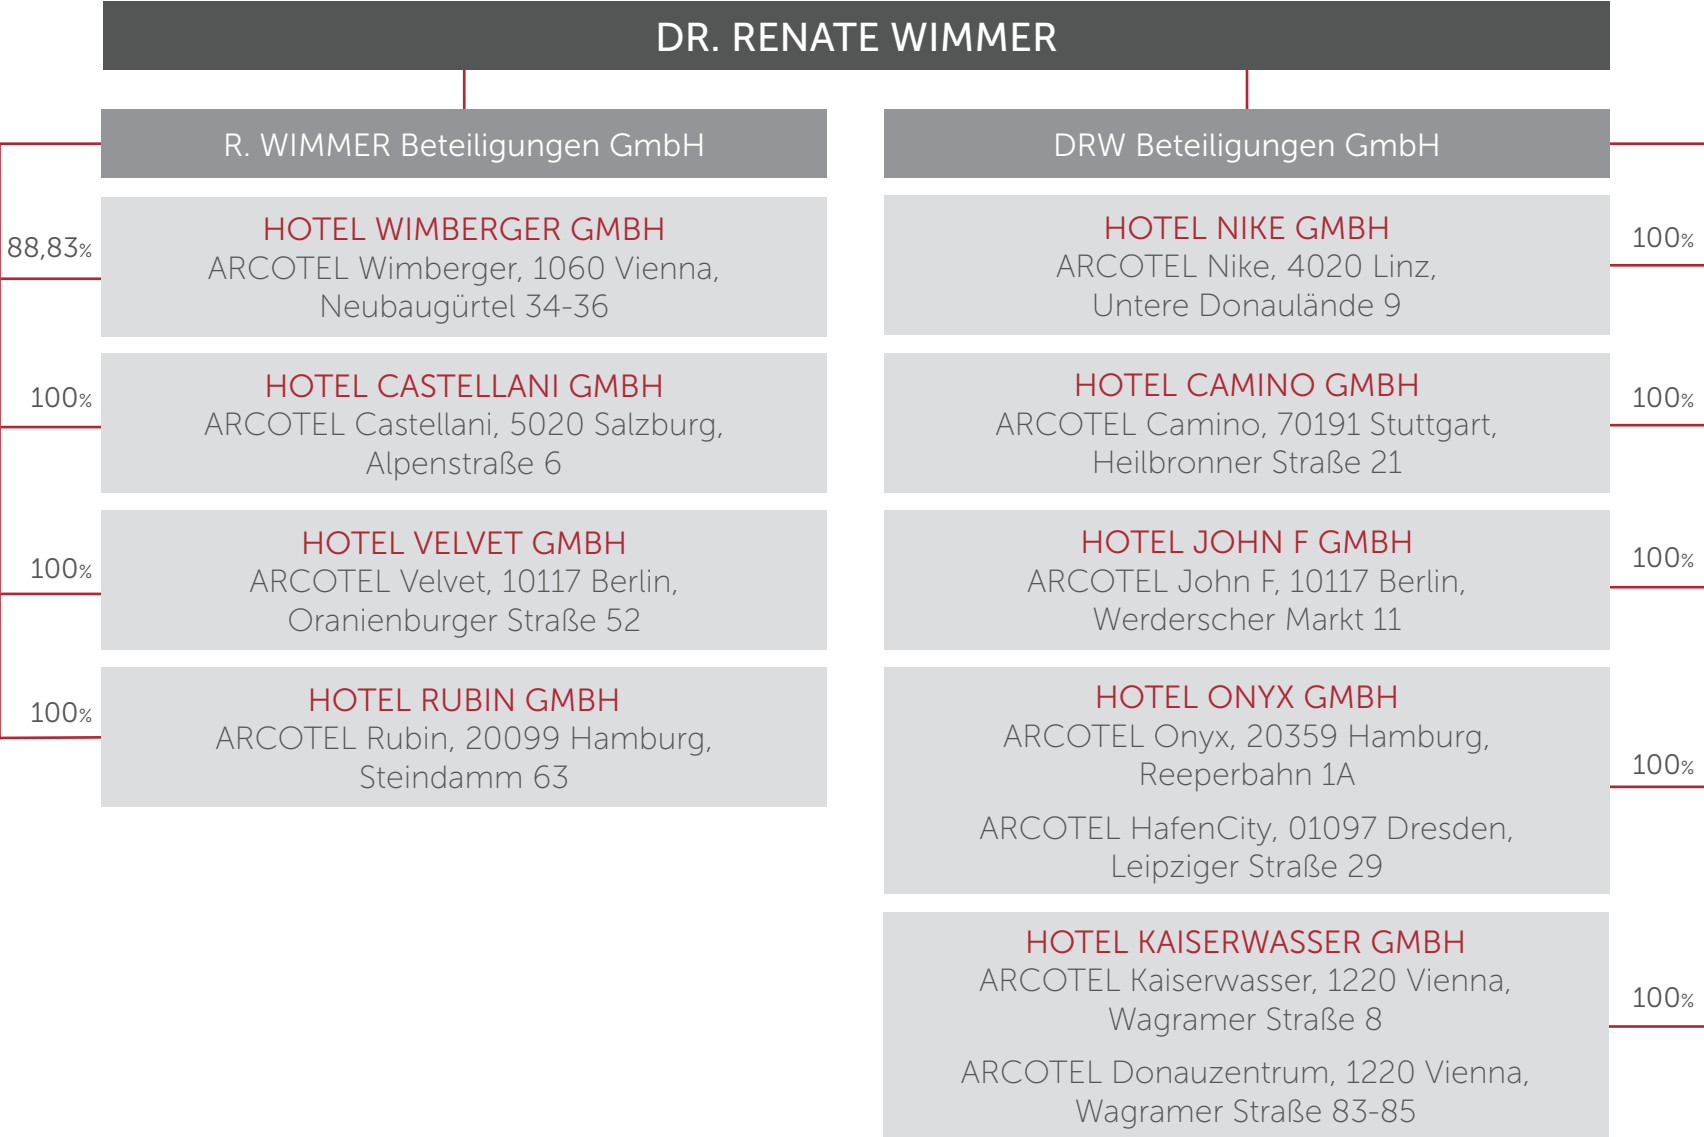 DR. RENATE WIMMER
R. WIMMER Beteiligungen GmbH
88,83%
HOTEL WIMBERGER GMBH
ARCOTEL Wimberger, 1060 Vienna,
Neubaugürtel 34-36
100%
HOTEL CASTELLANI GMBH
ARCOTEL Castellani, 5020 Salzburg,
Alpenstraße 6
100%
HOTEL VELVET GMBH
ARCOTEL Velvet, 10117 Berlin,
Oranienburger Straße 52
100%
HOTEL RUBIN GMBH
ARCOTEL Rubin, 20099 Hamburg,
Steindamm 63
DRW Beteiligungen GmbH
HOTEL NIKE GMBH
ARCOTEL Nike, 4020 Linz,
Untere Donaulände 9
100%
HOTEL CAMINO GMBH
ARCOTEL Camino, 70191 Stuttgart,
Heilbronner Straße 21
100%
HOTEL JOHN F GMBH
ARCOTEL John F, 10117 Berlin,
Werderscher Markt 11
100%
HOTEL ONYX GMBH
ARCOTEL Onyx, 20359 Hamburg,
Reeperbahn 1A
ARCOTEL HafenCity, 01097 Dresden,
Leipziger Straße 29
100%
HOTEL KAISERWASSER GMBH
ARCOTEL Kaiserwasser, 1220 Vienna,
Wagramer Straße 8
ARCOTEL Donauzentrum, 1220 Vienna,
Wagramer Straße 83-85
100%